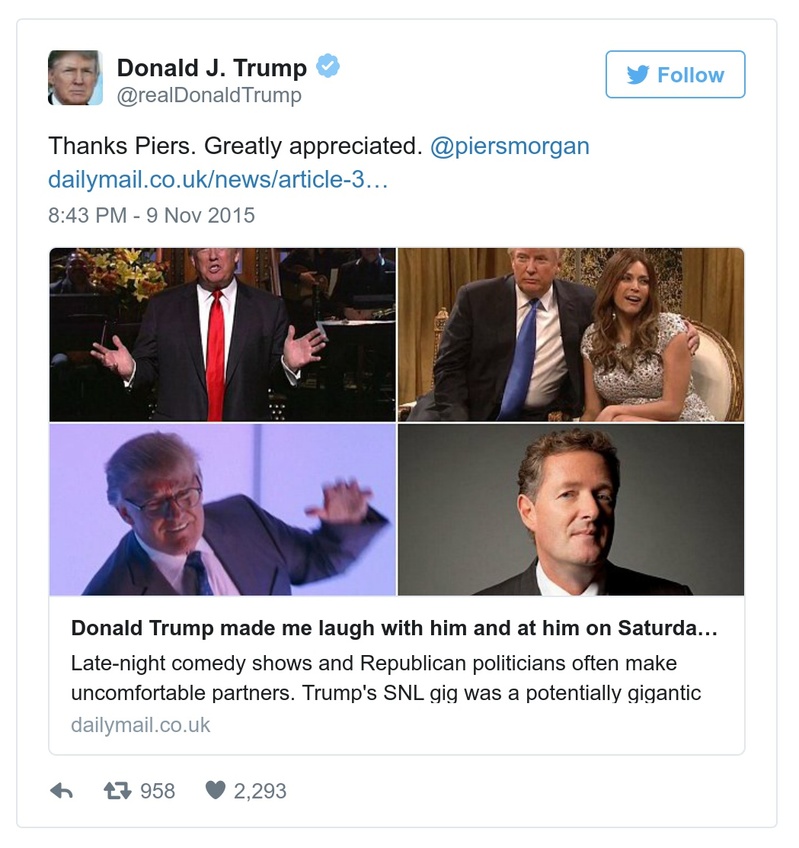 Donald J. Trump
@realDonaldTrump
Follow
Thanks Piers. Greatly appreciated. @piersmorgan
dailymail.co.uk/news/article-3…
8:43 PM - 9 Nov 2015
Donald Trump made me laugh with him and at him on Saturda…
Late-night comedy shows and Republican politicians often make
uncomfortable partners. Trump's SNL gig was a potentially gigantic
dailymail.co.uk
958
2,293